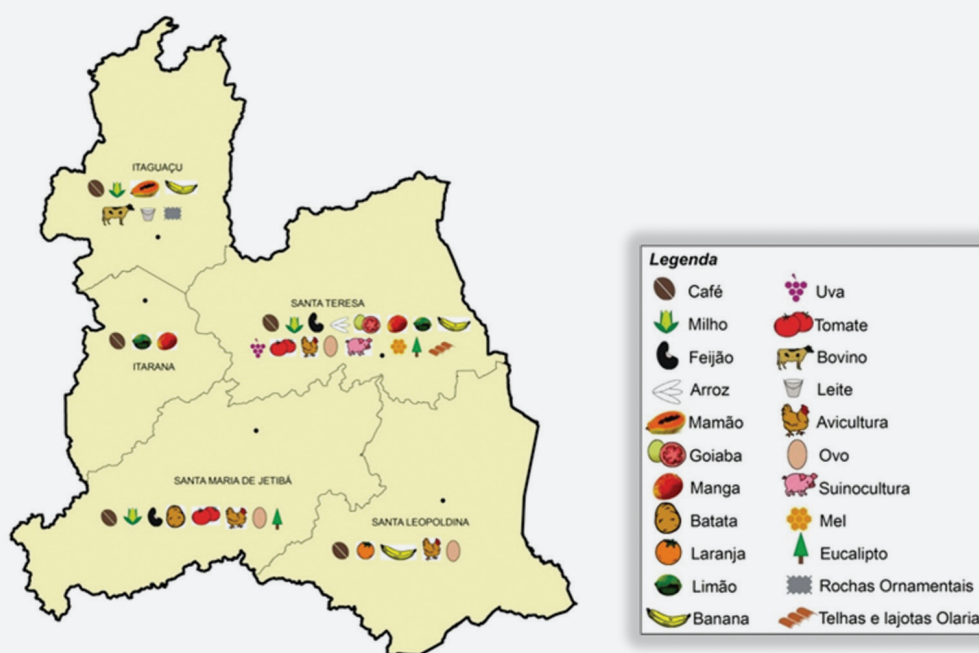 ITAGUAÇU
SANTA TERESA
ITARANA
SANTA MARIA DE JETIBÁ
SANTA LEOPOLDINA
Legenda
Café
Milho
Feijão
Arroz
Mamão
Goiaba
Manga
Batata
Laranja
Limão
Banana
Uva
Tomate
Bovino
Leite
Avicultura
Ovo
Suinocultura
Mel
Eucalipto
Rochas Ornamentais
Telhas e lajotas Olaria